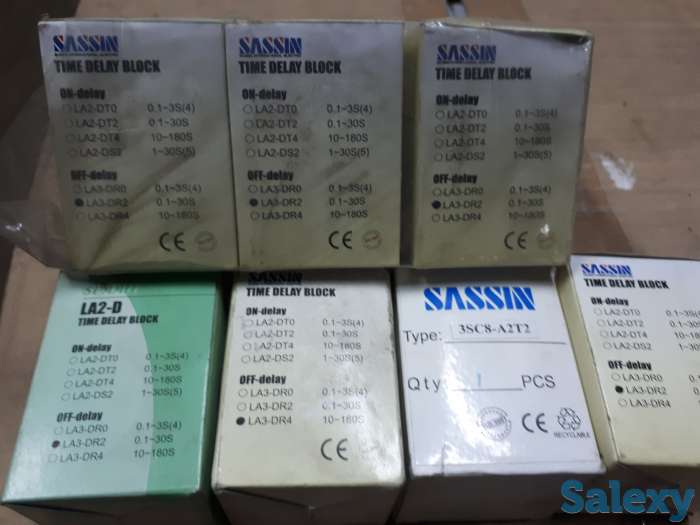 SASSIN
TIME DELAY BLOCK
ON-delay
○ LA2-DT0 0.1~3S(4)
○ LA2-DT2 0.1~30S
○ LA2-DT4 10~180S
○ LA2-DS2 1~30S(5)
OFF-delay
○ LA3-DR0 0.1~3S(4)
● LA3-DR2 0.1~30S
○ LA3-DR4 10~180S
CE
SASSIN
TIME DELAY BLOCK
ON-delay
○ LA2-DT0 0.1~3S(4)
○ LA2-DT2 0.1~30S
○ LA2-DT4 10~180S
○ LA2-DS2 1~30S(5)
OFF-delay
○ LA3-DR0 0.1~3S(4)
● LA3-DR2 0.1~30S
○ LA3-DR4 10~180S
CE
SASSIN
TIME DELAY BLOCK
ON-delay
○ LA2-DT0 0.1~3S(4)
○ LA2-DT2 0.1~30S
○ LA2-DT4 10~180S
○ LA2-DS2 1~30S(5)
OFF-delay
○ LA3-DR0 0.1~3S(4)
● LA3-DR2 0.1~30S
○ LA3-DR4 10~180S
CE
LA2-D
TIME DELAY BLOCK
ON-delay
○ LA2-DT0 0.1~3S(4)
○ LA2-DT2 0.1~30S
○ LA2-DT4 10~180S
○ LA2-DS2 1~30S(5)
OFF-delay
○ LA3-DR0 0.1~3S(4)
● LA3-DR2 0.1~30S
○ LA3-DR4 10~180S
TIME DELAY BLOCK
ON-delay
○ LA2-DT0 0.1~3S(4)
○ LA2-DT2 0.1~30S
○ LA2-DT4 10~180S
○ LA2-DS2 1~30S(5)
OFF-delay
○ LA3-DR0 0.1~3S(4)
○ LA3-DR2 0.1~30S
● LA3-DR4 10~180S
CE
SASSIN
Type: 3SC8-A2T2
Qty 1 PCS
CE
RECYCLABLE
SASSIN
TIME DELAY BLOCK
ON-delay
○ LA2-DT0 0.1~3
○ LA2-DT2 0.1~
○ LA2-DT4 10~
○ LA2-DS2 1~30
OFF-delay
○ LA3-DR0 0.1~
● LA3-DR2 0.1~
○ LA3-DR4 10~
Salexy